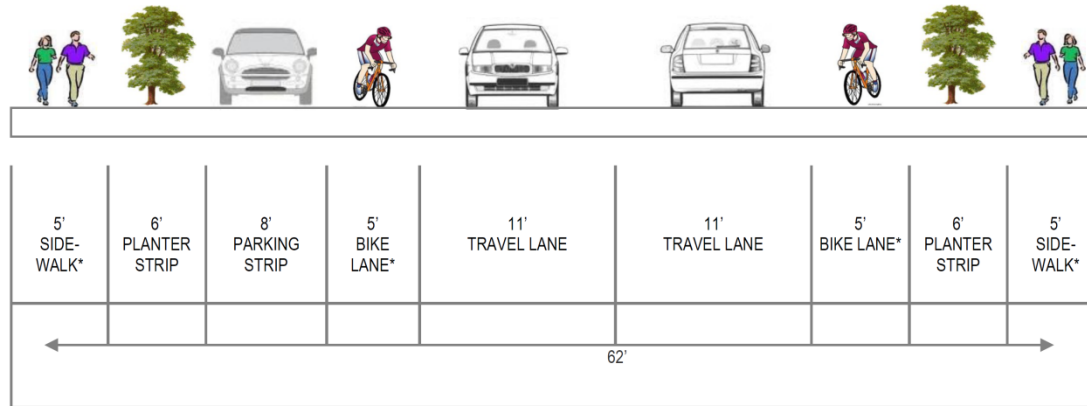 5’
SIDE-
WALK*
6’
PLANTER
STRIP
8’
PARKING
STRIP
5’
BIKE
LANE*
11’
TRAVEL LANE
11’
TRAVEL LANE
5’
BIKE LANE*
6’
PLANTER
STRIP
5’
SIDE-
WALK*
62’